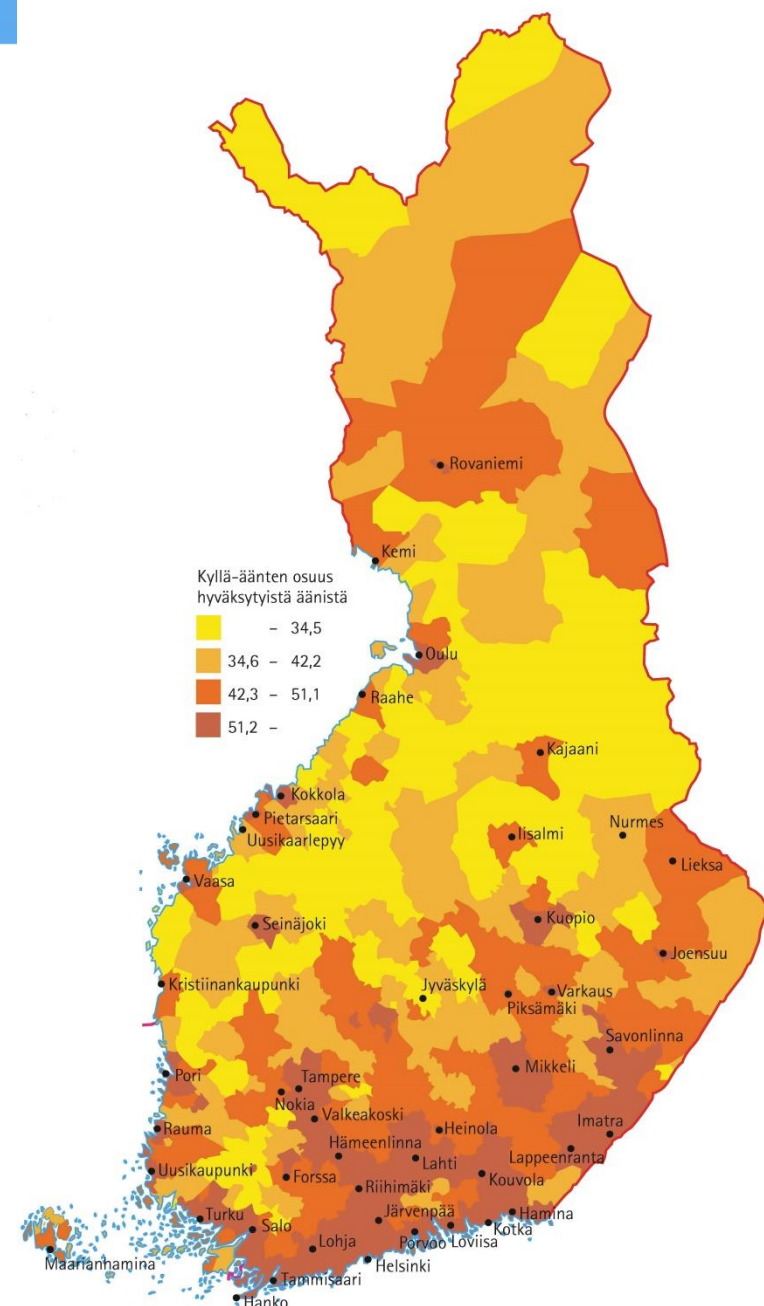 Rovaniemi
Kemi
Kyllä-äänten osuus
hyväksytyistä äänistä
– 34,5
34,6 – 42,2
42,3 – 51,1
51,2 –
Oulu
Raahe
Kajaani
Kokkola
Pietarsaari
Uusikaarlepyy
Iisalmi
Nurmes
Lieksa
Vaasa
Seinäjoki
Kuopio
Joensuu
Kristiinankaupunki
Jyväskylä
Varkaus
Piksämäki
Savonlinna
Mikkeli
Pori
Tampere
Nokia
Valkeakoski
Rauma
Heinola
Imatra
Hämeenlinna
Lahti
Lappeenranta
Uusikaupunki
Forssa
Kouvola
Riihimäki
Turku
Salo
Järvenpää
Hamina
Kotka
Porvoo
Loviisa
Lohja
Helsinki
Maarianhamina
Tammisaari
Hanko